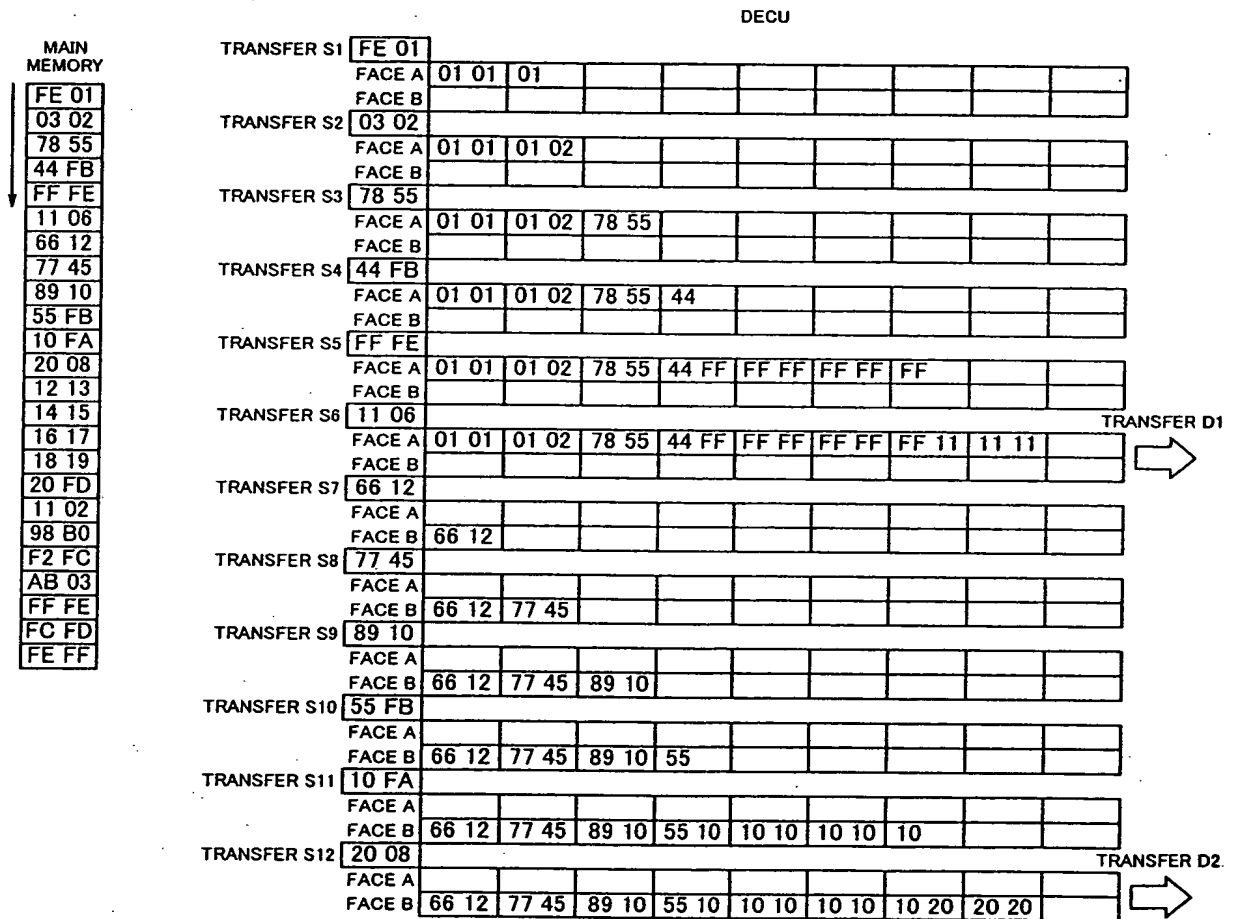 DECU
MAIN
MEMORY
FE 01
03 02
78 55
44 FB
FF FE
11 06
66 12
77 45
89 10
55 FB
10 FA
20 08
12 13
14 15
16 17
18 19
20 FD
11 02
98 B0
F2 FC
AB 03
FF FE
FC FD
FE FF
TRANSFER S1 FE 01
FACE A 01 01 01
FACE B
TRANSFER S2 03 02
FACE A 01 01 01 02
FACE B
TRANSFER S3 78 55
FACE A 01 01 01 02 78 55
FACE B
TRANSFER S4 44 FB
FACE A 01 01 01 02 78 55 44
FACE B
TRANSFER S5 FF FE
FACE A 01 01 01 02 78 55 44 FF FF FF FF FF FF
FACE B
TRANSFER S6 11 06
FACE A 01 01 01 02 78 55 44 FF FF FF FF FF FF 11 11 11
FACE B
TRANSFER D1
TRANSFER S7 66 12
FACE A
FACE B 66 12
TRANSFER S8 77 45
FACE A
FACE B 66 12 77 45
TRANSFER S9 89 10
FACE A
FACE B 66 12 77 45 89 10
TRANSFER S10 55 FB
FACE A
FACE B 66 12 77 45 89 10 55
TRANSFER S11 10 FA
FACE A
FACE B 66 12 77 45 89 10 55 10 10 10 10 10 10
TRANSFER S12 20 08
FACE A
FACE B 66 12 77 45 89 10 55 10 10 10 10 10 10 20 20 20
TRANSFER D2